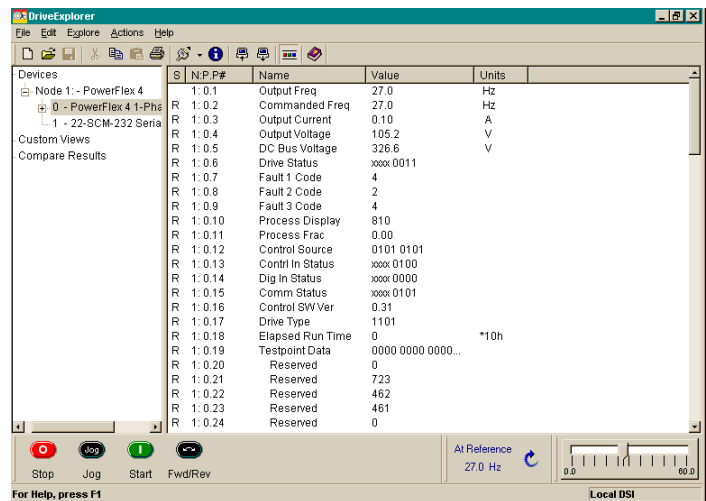 DriveExplorer
File Edit Explore Actions Help
Devices
Node 1: - PowerFlex 4
0 - PowerFlex 4 1-Pha
1 - 22-SCM-232 Seria
Custom Views
Compare Results
S N:P.P# Name Value Units
1: 0.1 Output Freq 27.0 Hz
R 1: 0.2 Commanded Freq 27.0 Hz
R 1: 0.3 Output Current 0.10 A
R 1: 0.4 Output Voltage 105.2 V
R 1: 0.5 DC Bus Voltage 326.6 V
R 1: 0.6 Drive Status xxxx 0011
R 1: 0.7 Fault 1 Code 4
R 1: 0.8 Fault 2 Code 2
R 1: 0.9 Fault 3 Code 4
R 1: 0.10 Process Display 810
R 1: 0.11 Process Frac 0.00
R 1: 0.12 Control Source 0101 0101
R 1: 0.13 Contrl In Status xxxx 0100
R 1: 0.14 Dig In Status xxxx 0000
R 1: 0.15 Comm Status xxxx 0101
R 1: 0.16 Control SW Ver 0.31
R 1: 0.17 Drive Type 1101
R 1: 0.18 Elapsed Run Time 0 *10h
R 1: 0.19 Testpoint Data 0000 0000 0000...
R 1: 0.20 Reserved 0
R 1: 0.21 Reserved 723
R 1: 0.22 Reserved 462
R 1: 0.23 Reserved 461
R 1: 0.24 Reserved 0
Jog
Stop Jog Start Fwd/Rev
At Reference
27.0 Hz
0.0 60.0
For Help, press F1 Local DSI